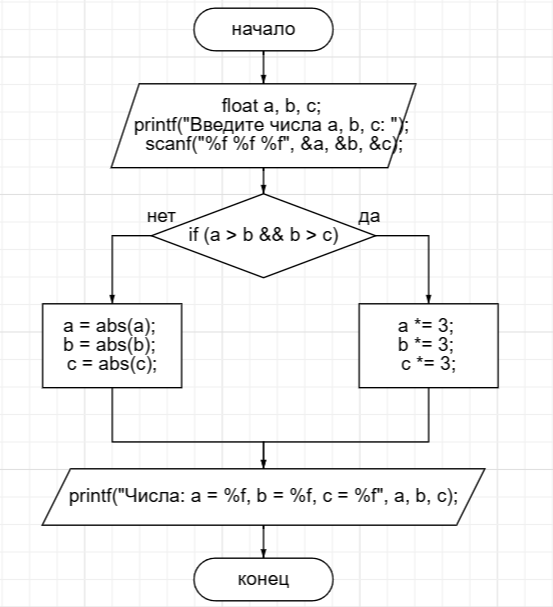 начало
float a, b, c;
printf("Введите числа a, b, c: ");
scanf("%f %f %f", &a, &b, &c);
нет
да
if (a > b && b > c)
a = abs(a);
b = abs(b);
c = abs(c);
a *= 3;
b *= 3;
c *= 3;
printf("Числа: a = %f, b = %f, c = %f", a, b, c);
конец